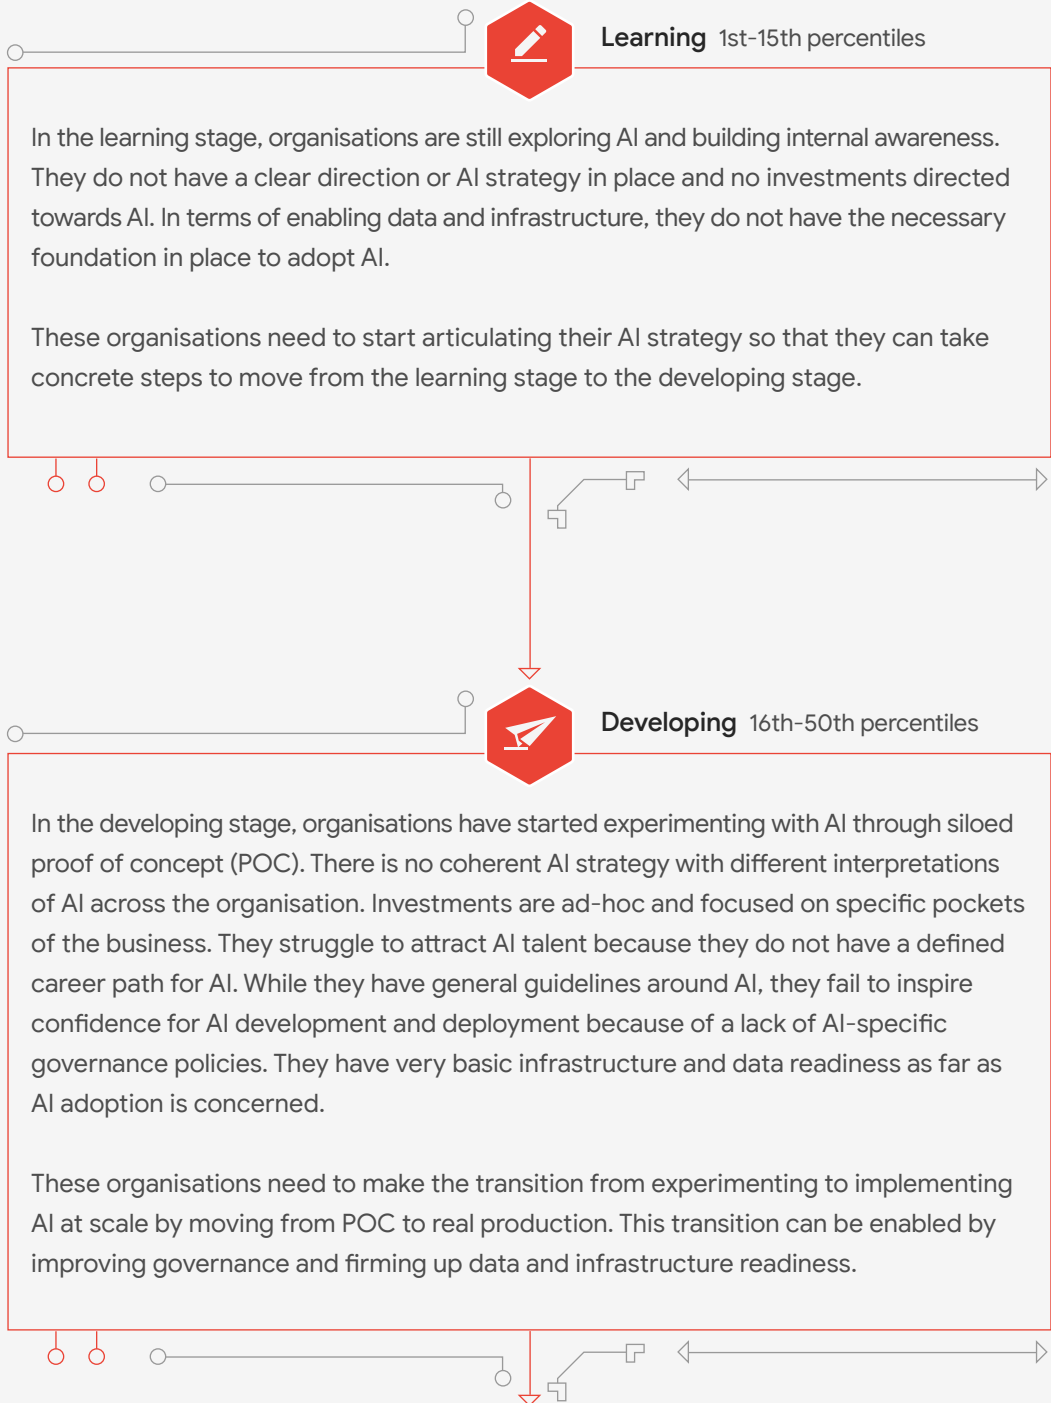 Learning 1st-15th percentiles
In the learning stage, organisations are still exploring AI and building internal awareness.
They do not have a clear direction or AI strategy in place and no investments directed
towards AI. In terms of enabling data and infrastructure, they do not have the necessary
foundation in place to adopt AI.
These organisations need to start articulating their AI strategy so that they can take
concrete steps to move from the learning stage to the developing stage.
Developing 16th-50th percentiles
In the developing stage, organisations have started experimenting with AI through siloed
proof of concept (POC). There is no coherent AI strategy with different interpretations
of AI across the organisation. Investments are ad-hoc and focused on specific pockets
of the business. They struggle to attract AI talent because they do not have a defined
career path for AI. While they have general guidelines around AI, they fail to inspire
confidence for AI development and deployment because of a lack of AI-specific
governance policies. They have very basic infrastructure and data readiness as far as
AI adoption is concerned.
These organisations need to make the transition from experimenting to implementing
AI at scale by moving from POC to real production. This transition can be enabled by
improving governance and firming up data and infrastructure readiness.